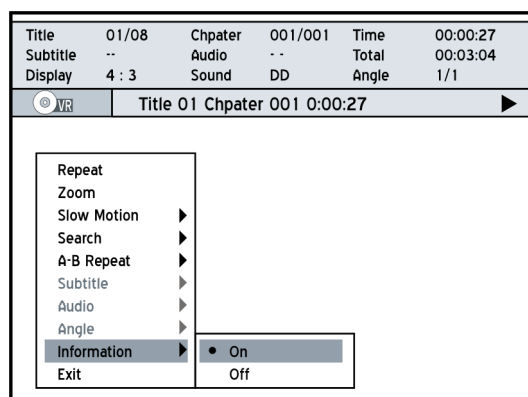 Title 01/08 Chpater 001/001 Time 00:00:27
Subtitle -- Audio - - Total 00:03:04
Display 4 : 3 Sound DD Angle 1/1
VR Title 01 Chpater 001 0:00:27
Repeat
Zoom
Slow Motion
Search
A-B Repeat
Subtitle
Audio
Angle
Information • On
Exit Off